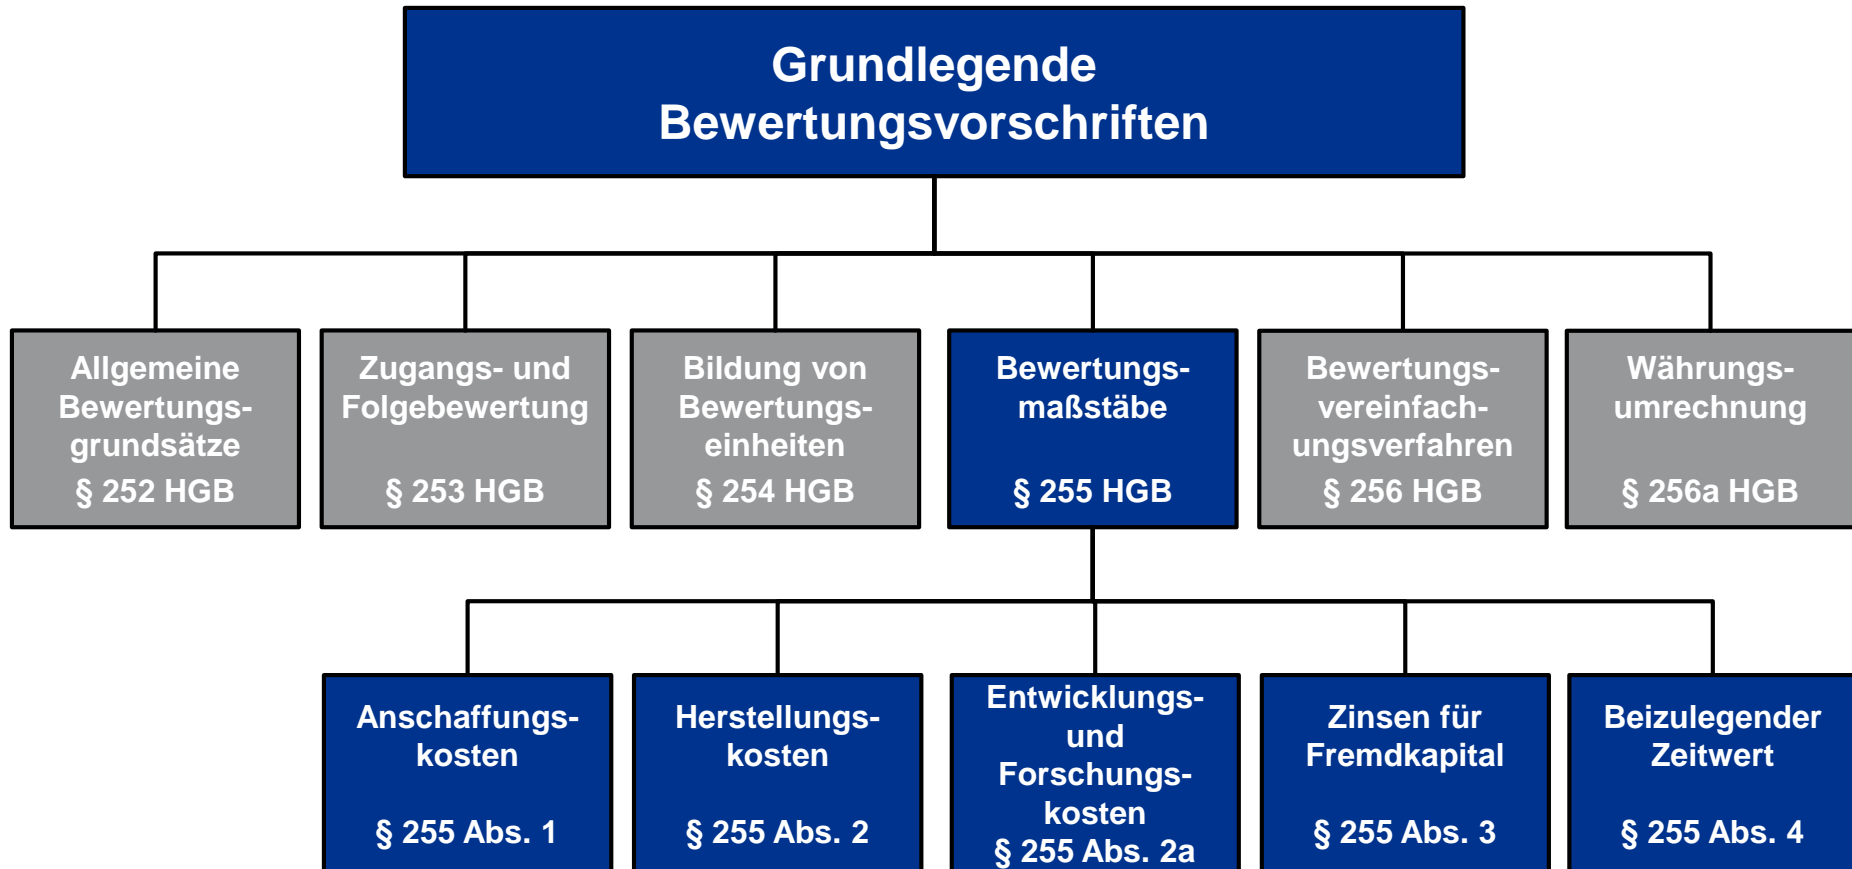 Grundlegende
Bewertungsvorschriften
Allgemeine
Bewertungs-
grundsätze
§ 252 HGB
Zugangs- und
Folgebewertung
§ 253 HGB
Bildung von
Bewertungs-
einheiten
§ 254 HGB
Bewertungs-
maßstäbe
§ 255 HGB
Bewertungs-
vereinfach-
ungsverfahren
§ 256 HGB
Währungs-
umrechnung
§ 256a HGB
Anschaffungs-
kosten
§ 255 Abs. 1
Herstellungs-
kosten
§ 255 Abs. 2
Entwicklungs-
und
Forschungs-
kosten
§ 255 Abs. 2a
Zinsen für
Fremdkapital
§ 255 Abs. 3
Beizulegender
Zeitwert
§ 255 Abs. 4